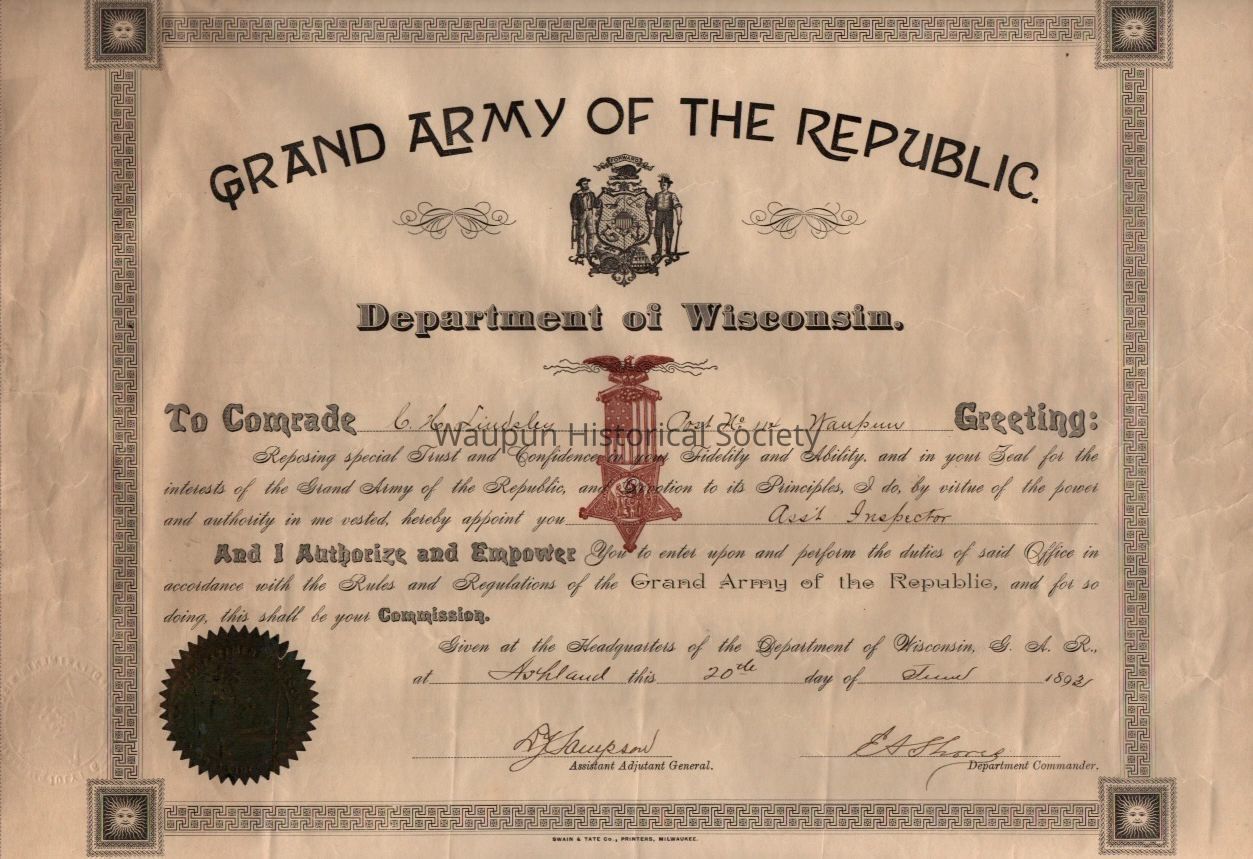 FORWARD
GRAND ARMY OF THE REPUBLIC.
Department of Wisconsin.
To Comrade C. H. Lindsley Post No Waupun Greeting:
Waupun Historical Society
Reposing special Trust and Confidence in your Fidelity and Ability, and in your Zeal for the
interests of the Grand Army of the Republic, and Devotion to its Principles, I do, by virtue of the power
and authority in me vested, hereby appoint you Ass't Inspector
And I Authorize and Empower You to enter upon and perform the duties of said Office in
accordance with the Rules and Regulations of the Grand Army of the Republic, and for so
doing, this shall be your Commission.
Given at the Headquarters of the Department of Wisconsin, G. A. R.,
at Ashland this 20th day of June 1892
D. J. Sampson E A Shores
Assistant Adjutant General. Department Commander.
SWAIN & TATE CO., PRINTERS, MILWAUKEE.